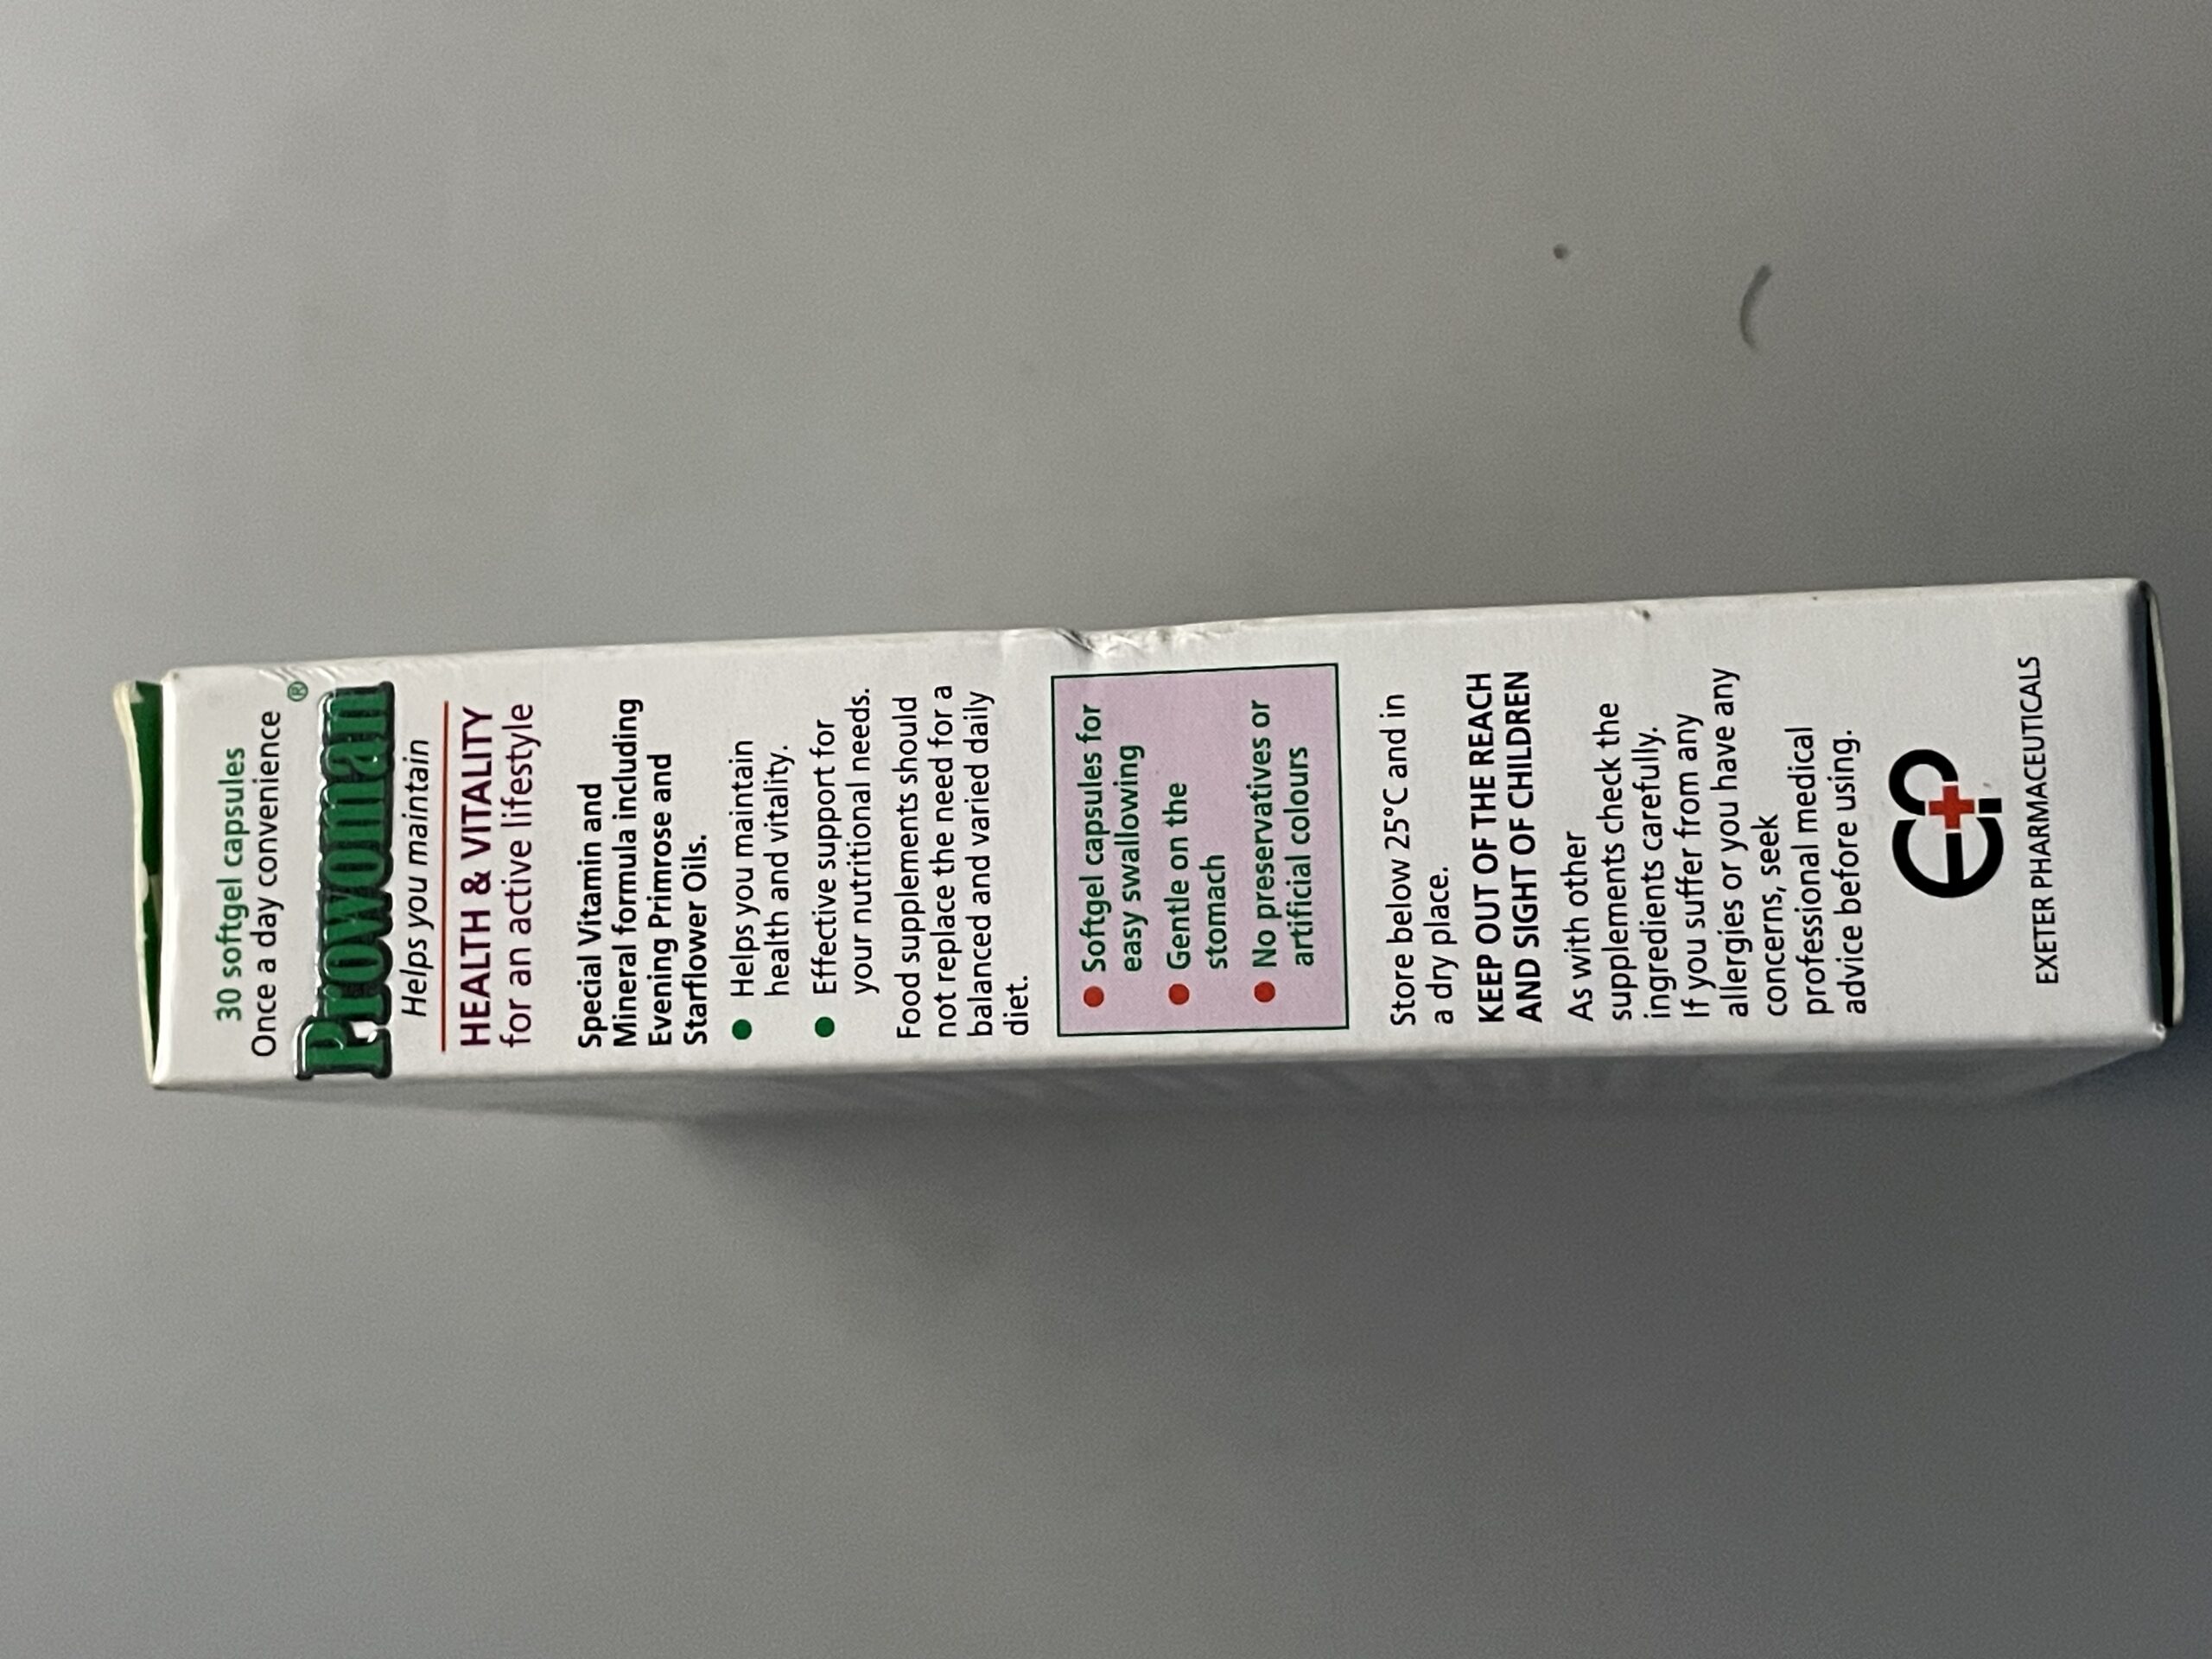 30 softgel capsules
Once a day convenience
Prowoman®
Helps you maintain
HEALTH & VITALITY
for an active lifestyle
Special Vitamin and
Mineral formula including
Evening Primrose and
Starflower Oils.
● Helps you maintain
health and vitality.
● Effective support for
your nutritional needs.
Food supplements should
not replace the need for a
balanced and varied daily
diet.
● Softgel capsules for
easy swallowing
● Gentle on the
stomach
● No preservatives or
artificial colours
Store below 25°C and in
a dry place.
KEEP OUT OF THE REACH
AND SIGHT OF CHILDREN
As with other
supplements check the
ingredients carefully.
If you suffer from any
allergies or you have any
concerns, seek
professional medical
advice before using.
EP
EXETER PHARMACEUTICALS